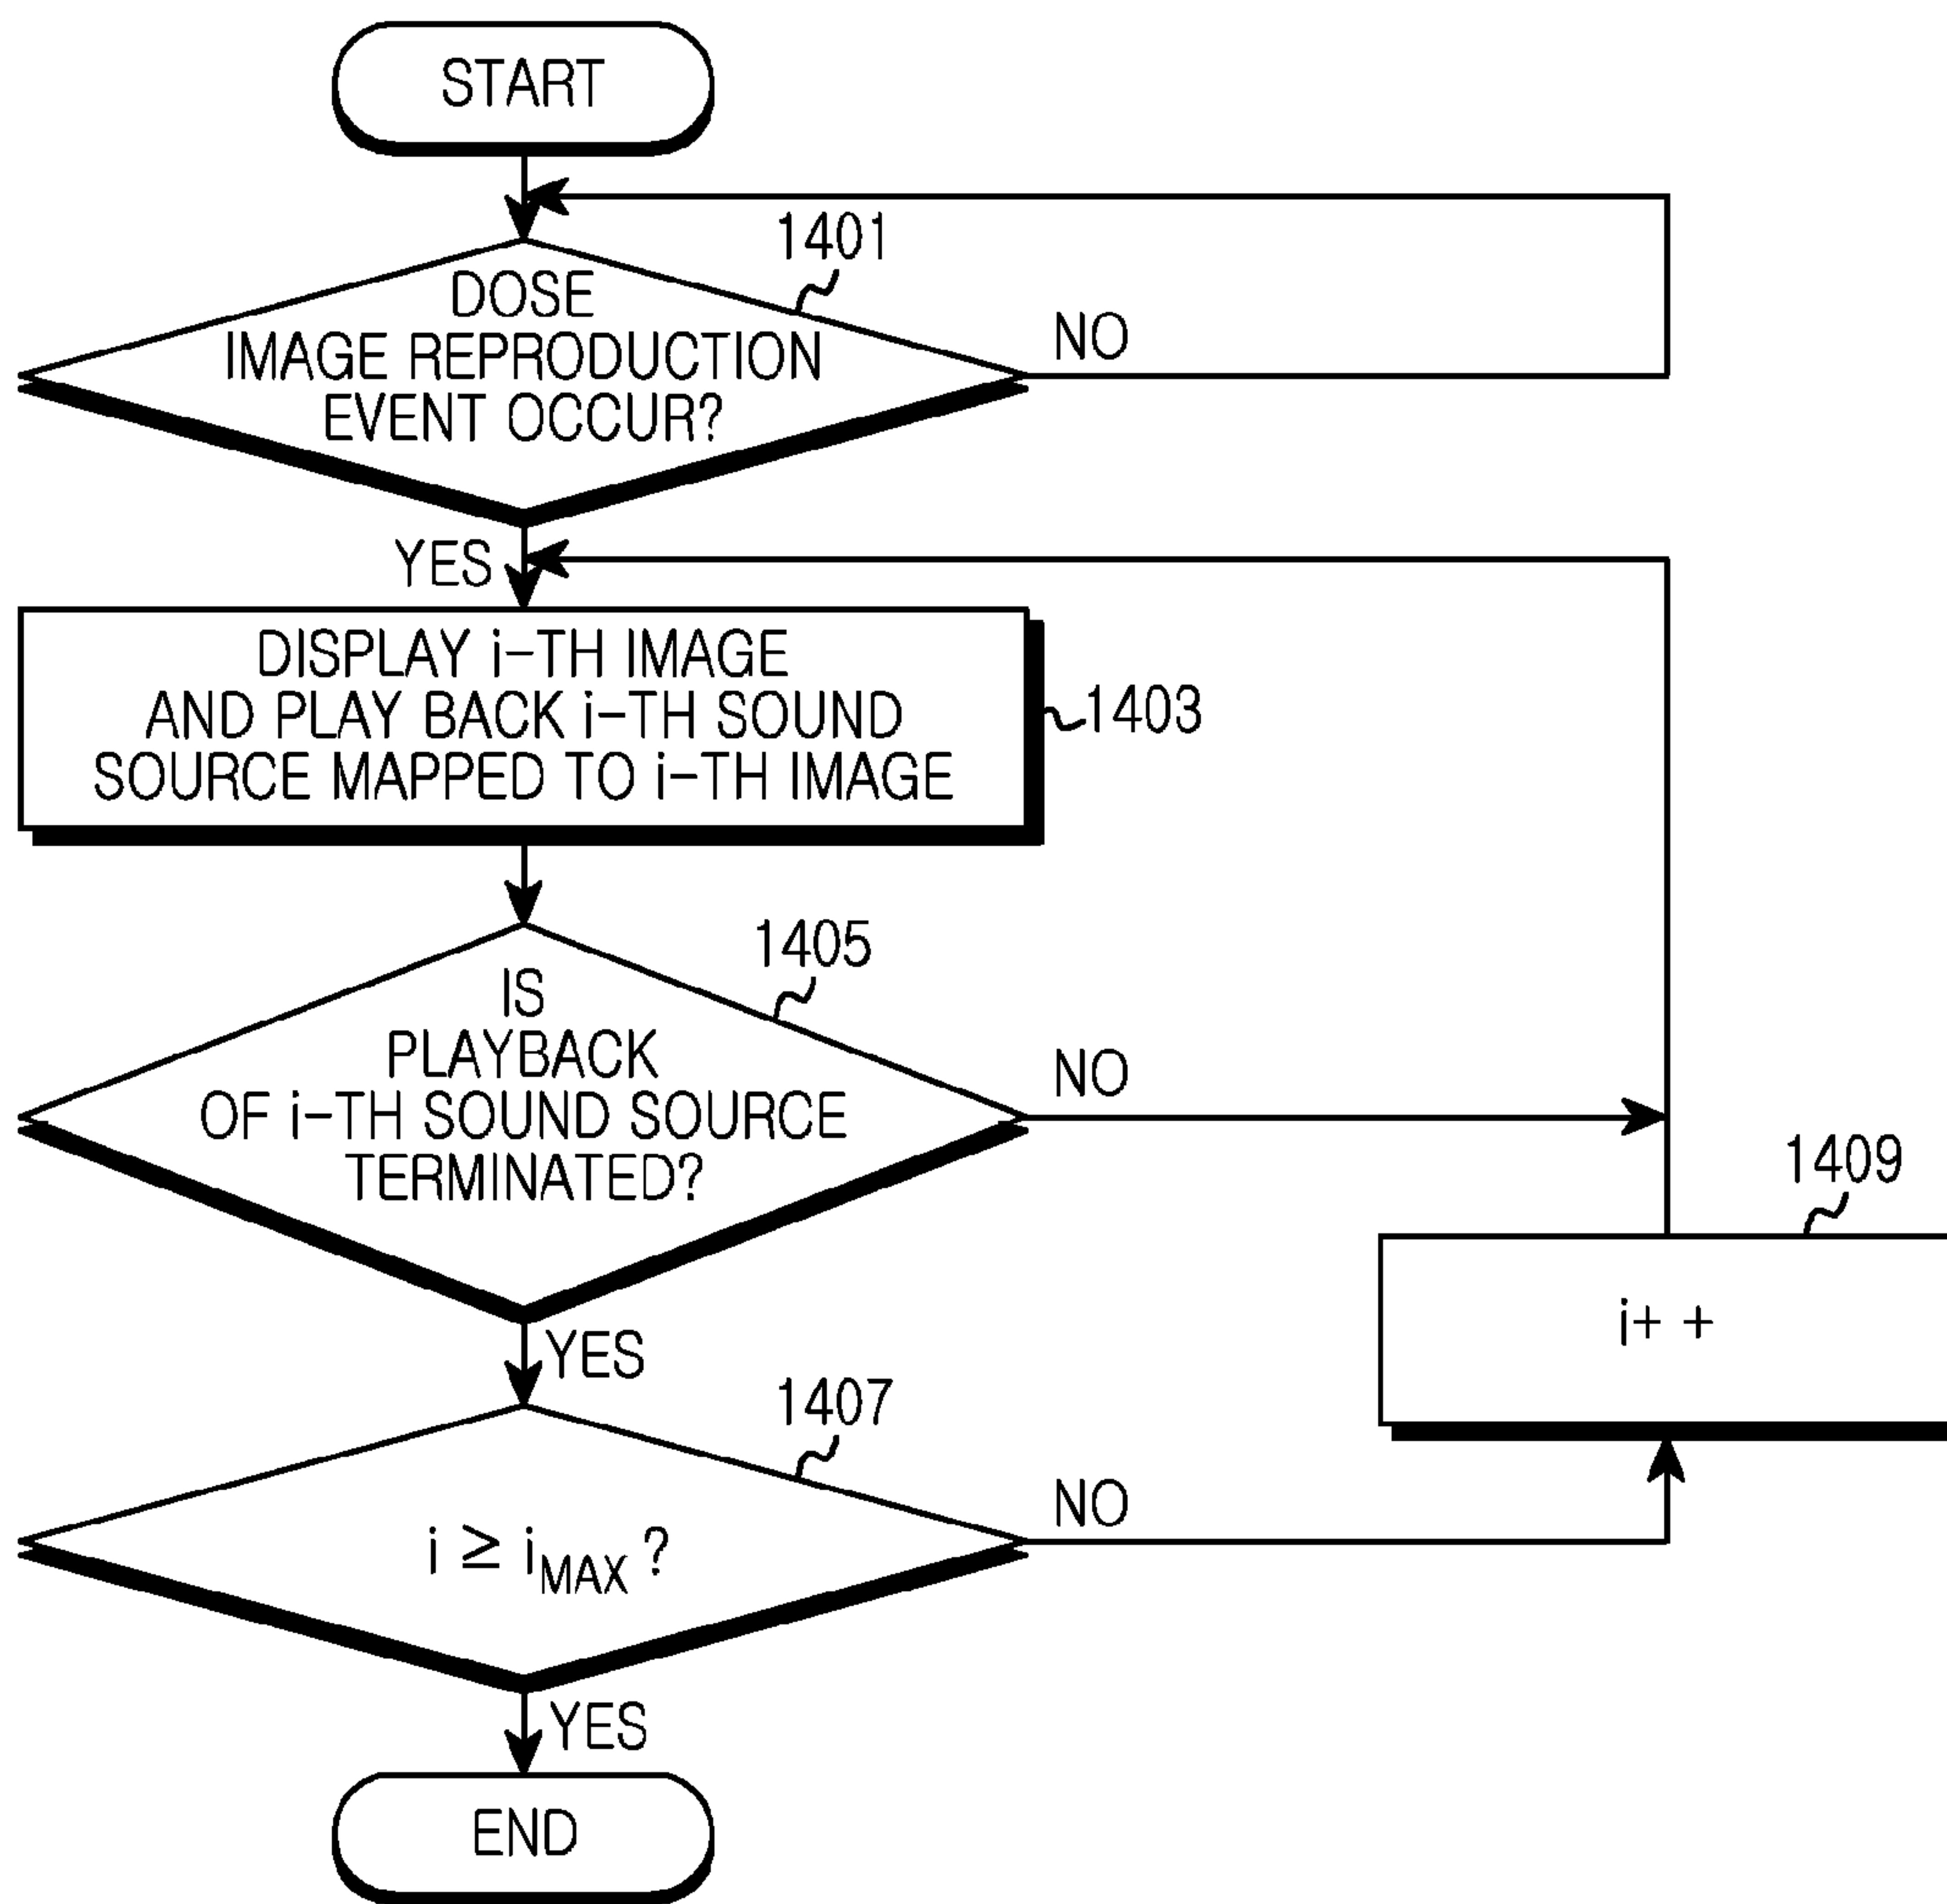 START
1401
DOSE
IMAGE REPRODUCTION
EVENT OCCUR?
NO
YES
DISPLAY i-TH IMAGE
AND PLAY BACK i-TH SOUND
SOURCE MAPPED TO i-TH IMAGE
1403
1405
IS
PLAYBACK
OF i-TH SOUND SOURCE
TERMINATED?
NO
1409
i+ +
YES
1407
i ≥ iMAX ?
NO
YES
END